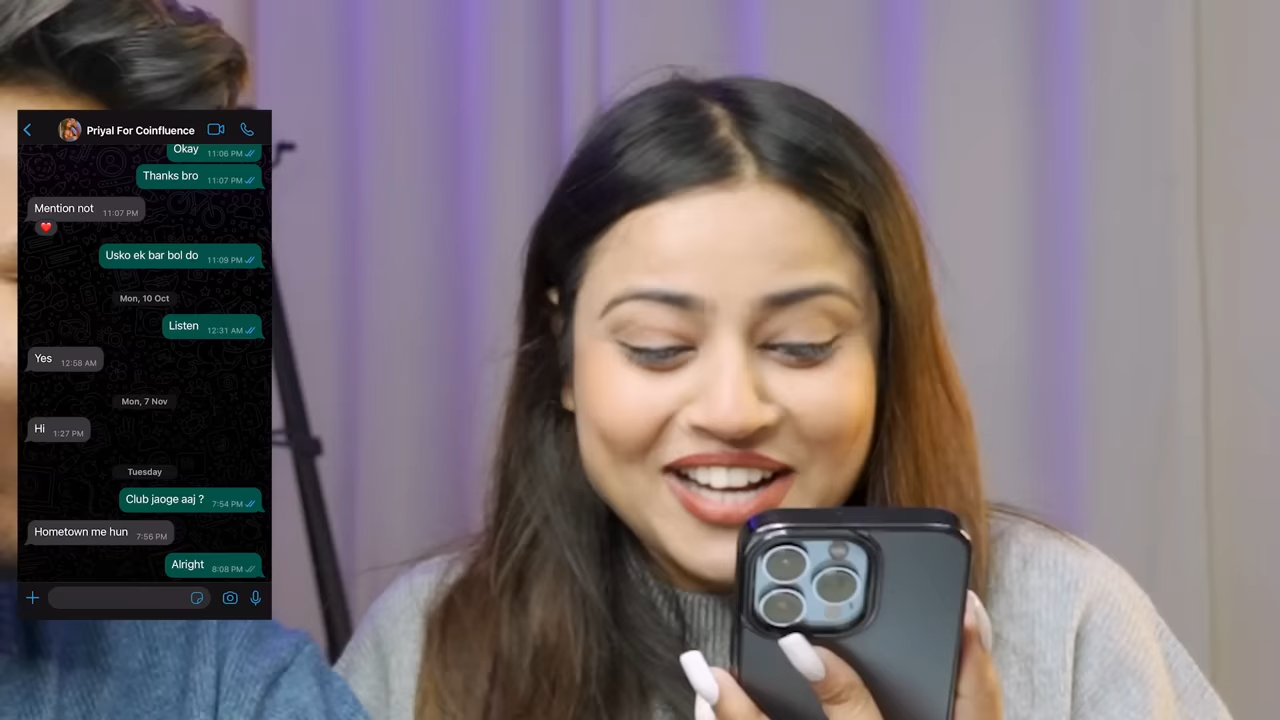 Priyal For Coinfluence
Okay 11:06 PM
Thanks bro 11:07 PM
Mention not 11:07 PM
Usko ek bar bol do 11:09 PM
Mon, 10 Oct
Listen 12:31 AM
Yes 12:58 AM
Mon, 7 Nov
Hi 1:27 PM
Tuesday
Club jaoge aaj ? 7:54 PM
Hometown me hun 7:56 PM
Alright 8:08 PM